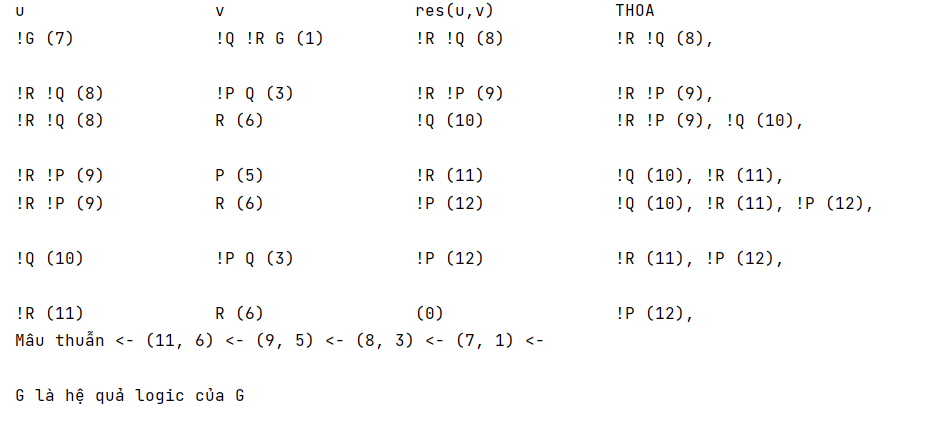 u v res(u,v) THOA
!G (7) !Q !R G (1) !R !Q (8) !R !Q (8),
!R !Q (8) !P Q (3) !R !P (9) !R !P (9),
!R !Q (8) R (6) !Q (10) !R !P (9), !Q (10),
!R !P (9) P (5) !R (11) !Q (10), !R (11),
!R !P (9) R (6) !P (12) !Q (10), !R (11), !P (12),
!Q (10) !P Q (3) !P (12) !R (11), !P (12),
!R (11) R (6) (0) !P (12),
Mâu thuẫn <- (11, 6) <- (9, 5) <- (8, 3) <- (7, 1) <-
G là hệ quả logic của G